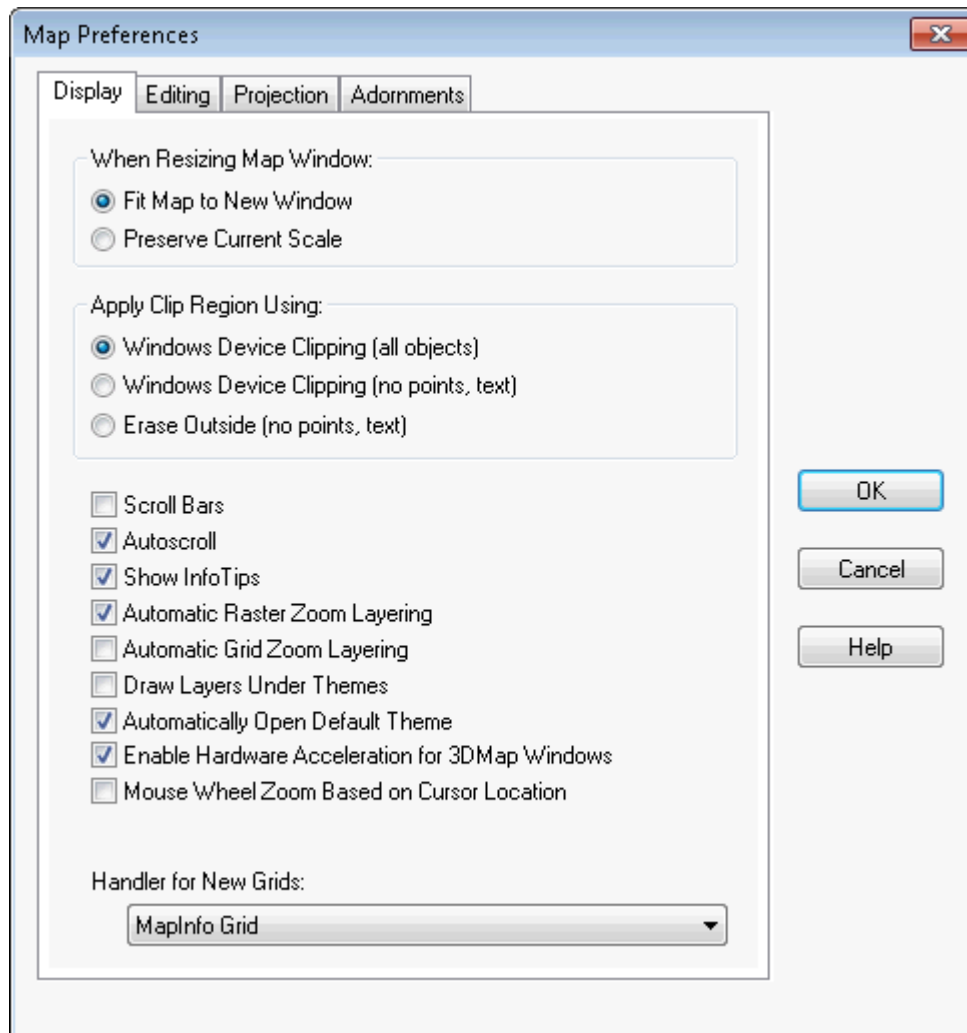 Map Preferences
Display Editing Projection Adornments
When Resizing Map Window:
Fit Map to New Window
Preserve Current Scale
Apply Clip Region Using:
Windows Device Clipping (all objects)
Windows Device Clipping (no points, text)
Erase Outside (no points, text)
Scroll Bars
Autoscroll
Show InfoTips
Automatic Raster Zoom Layering
Automatic Grid Zoom Layering
Draw Layers Under Themes
Automatically Open Default Theme
Enable Hardware Acceleration for 3DMap Windows
Mouse Wheel Zoom Based on Cursor Location
Handler for New Grids:
MapInfo Grid
OK
Cancel
Help